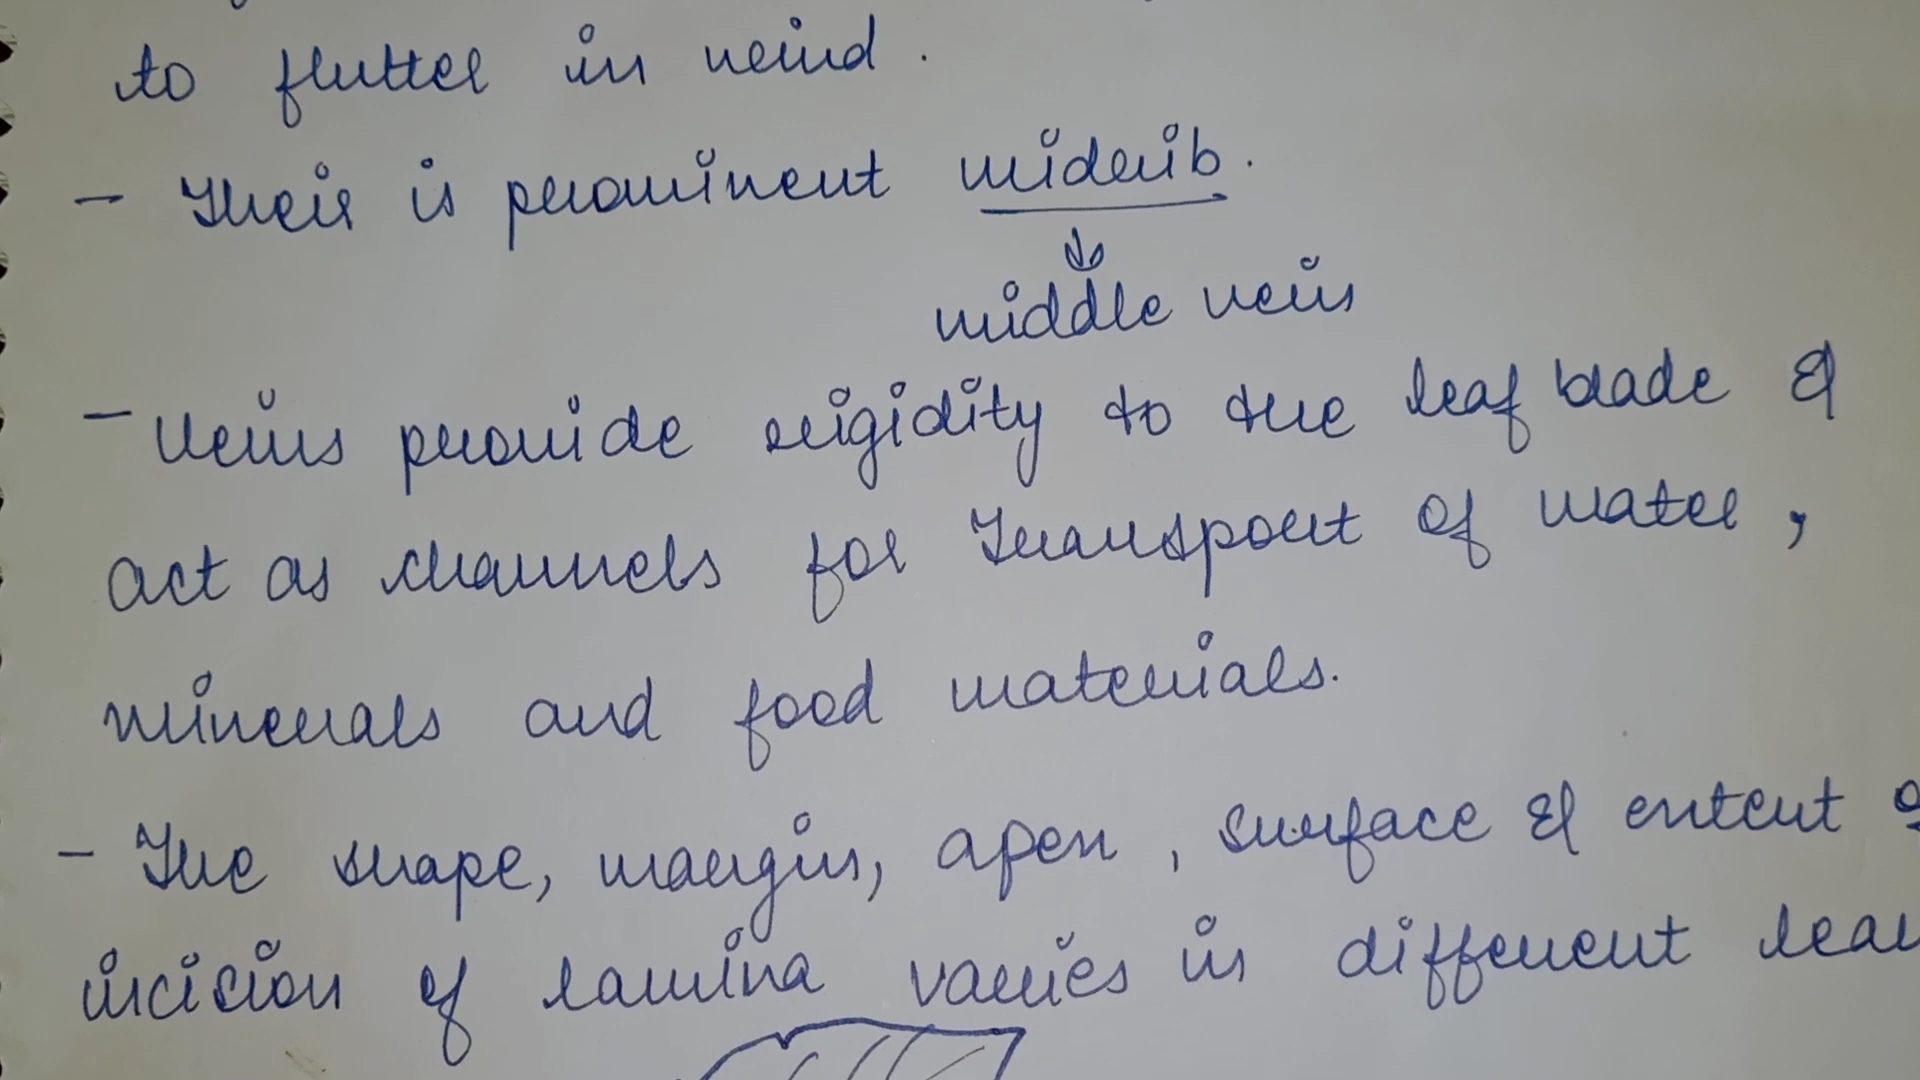 to flutter in wind .
- Their is prominent midrib .
middle vein
- Veins provide rigidity to the leaf blade &
act as channels for Transport of water ,
minerals and food materials.
- The shape, margin, apex , surface & extent
incision of lamina varies in different